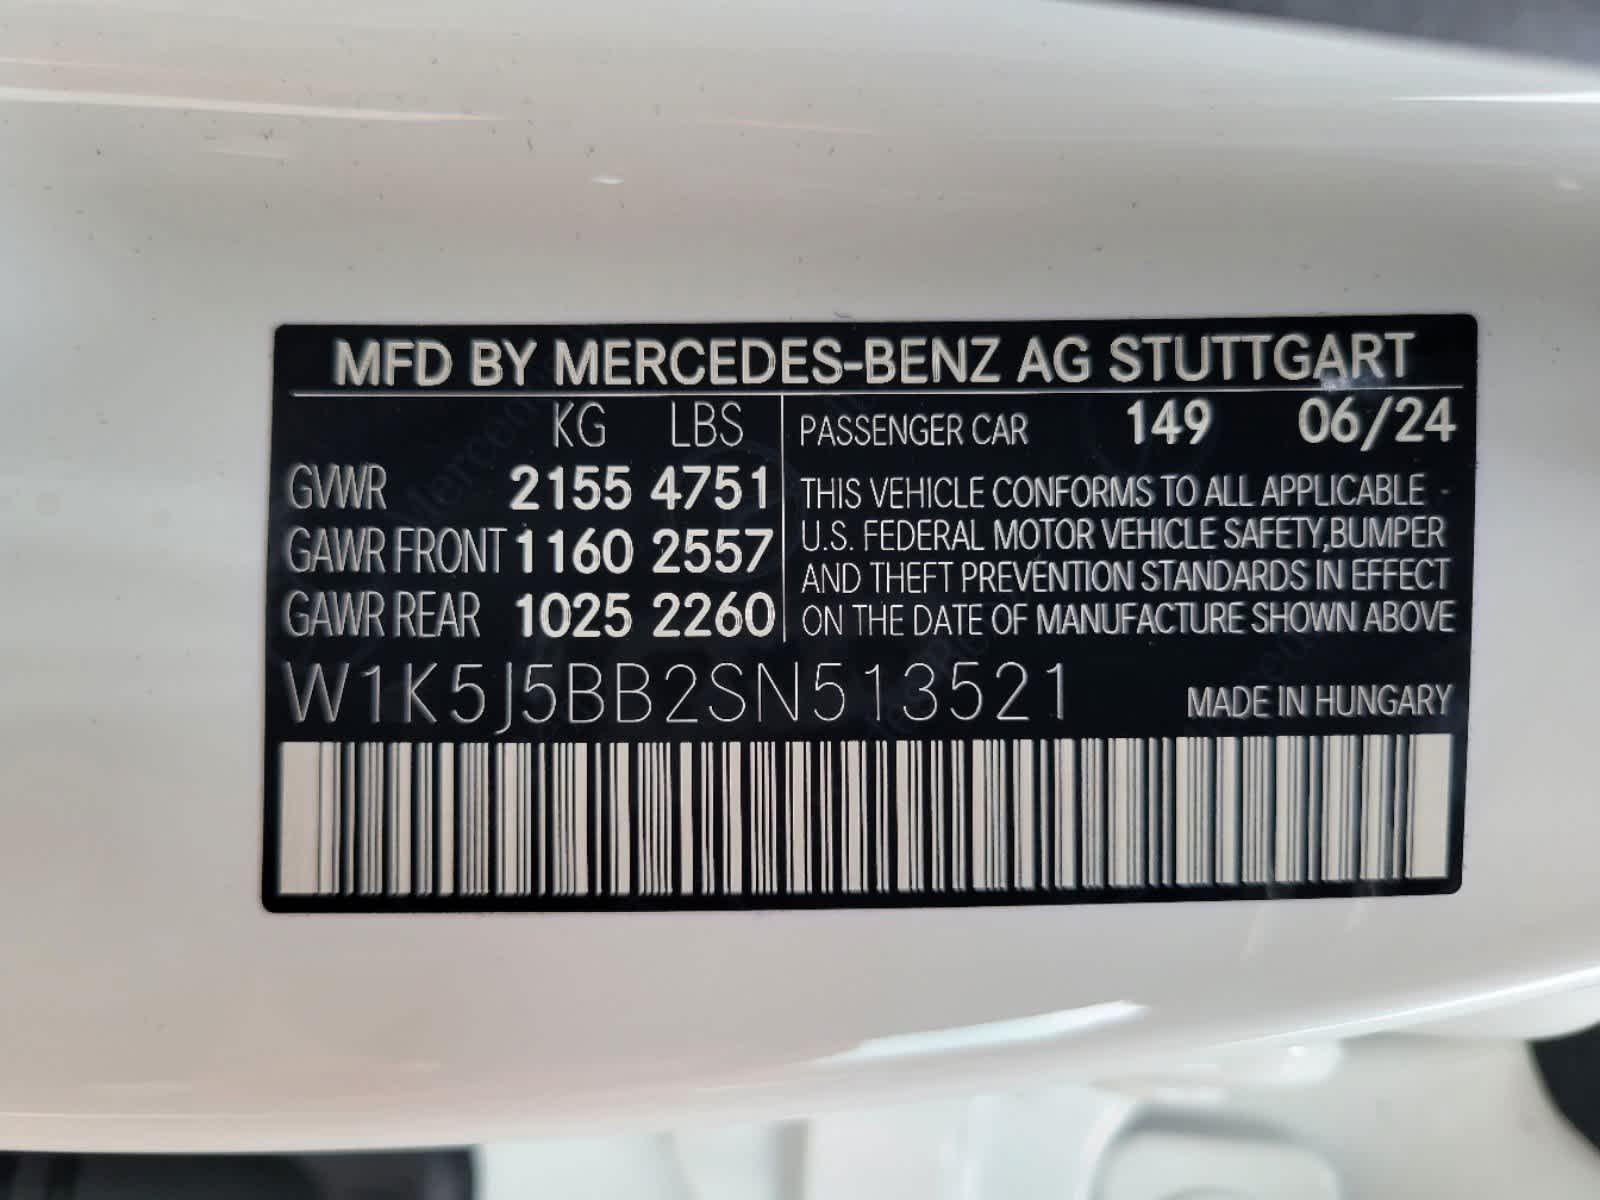 MFD BY MERCEDES-BENZ AG STUTTGART
KG LBS
GVWR 2155 4751
GAWR FRONT 1160 2557
GAWR REAR 1025 2260
PASSENGER CAR 149 06/24
THIS VEHICLE CONFORMS TO ALL APPLICABLE
U.S. FEDERAL MOTOR VEHICLE SAFETY,BUMPER
AND THEFT PREVENTION STANDARDS IN EFFECT
ON THE DATE OF MANUFACTURE SHOWN ABOVE
W1K5J5BB2SN513521
MADE IN HUNGARY